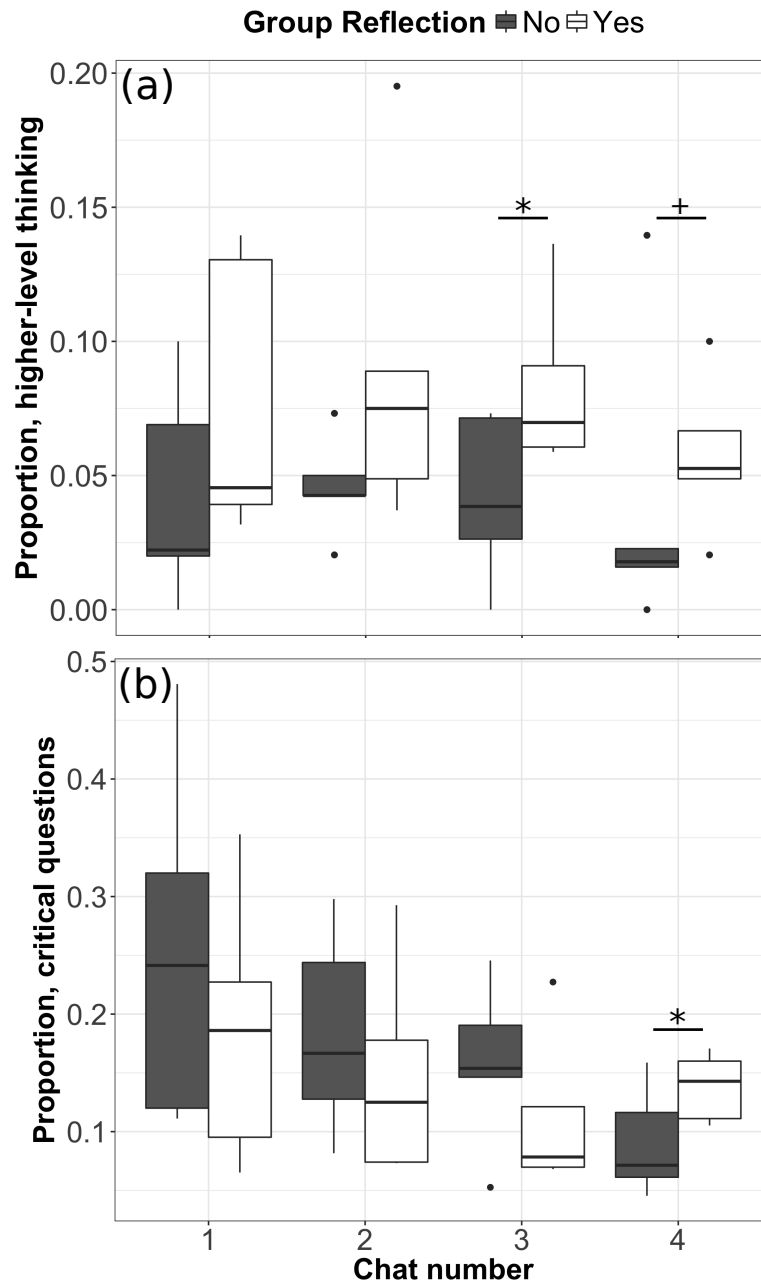 Group Reflection No Yes
(a)
Proportion, higher-level thinking
0.20
0.15
0.10
0.05
0.00
*
+
(b)
Proportion, critical questions
0.5
0.4
0.3
0.2
0.1
*
1 2 3 4
Chat number